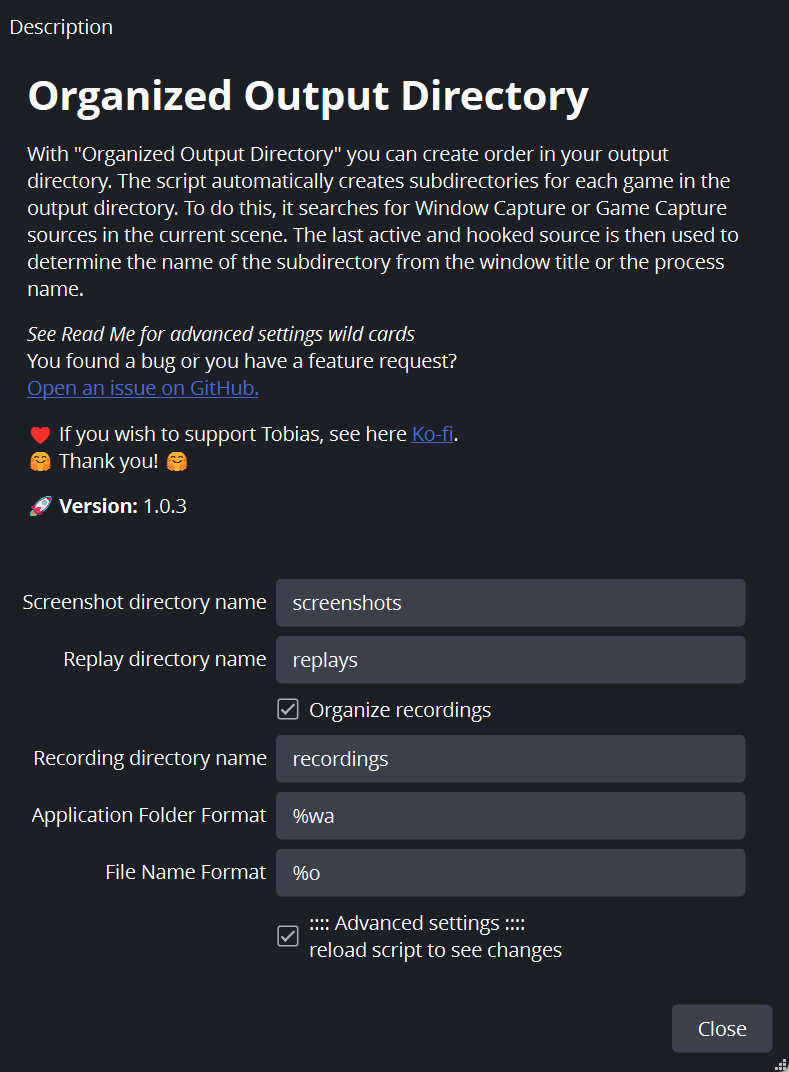 Description
Organized Output Directory
With "Organized Output Directory" you can create order in your output
directory. The script automatically creates subdirectories for each game in the
output directory. To do this, it searches for Window Capture or Game Capture
sources in the current scene. The last active and hooked source is then used to
determine the name of the subdirectory from the window title or the process
name.
See Read Me for advanced settings wild cards
You found a bug or you have a feature request?
Open an issue on GitHub.
❤️ If you wish to support Tobias, see here Ko-fi.
🤗 Thank you! 🤗
🚀 Version: 1.0.3
Screenshot directory name screenshots
Replay directory name replays
Organize recordings
Recording directory name recordings
Application Folder Format %wa
File Name Format %o
:::: Advanced settings ::::
reload script to see changes
Close